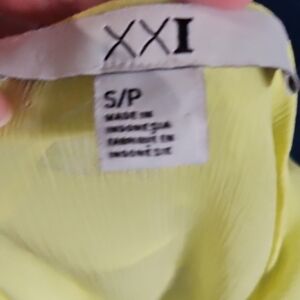 XXI
S/P
MADE IN
INDONESIA
FABRIQUÉ EN
INDONÉSIE